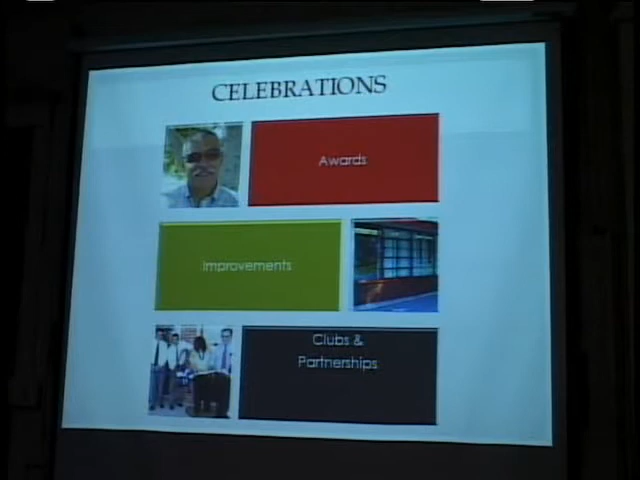 CELEBRATIONS
Awards
Improvements
Clubs &
Partnerships